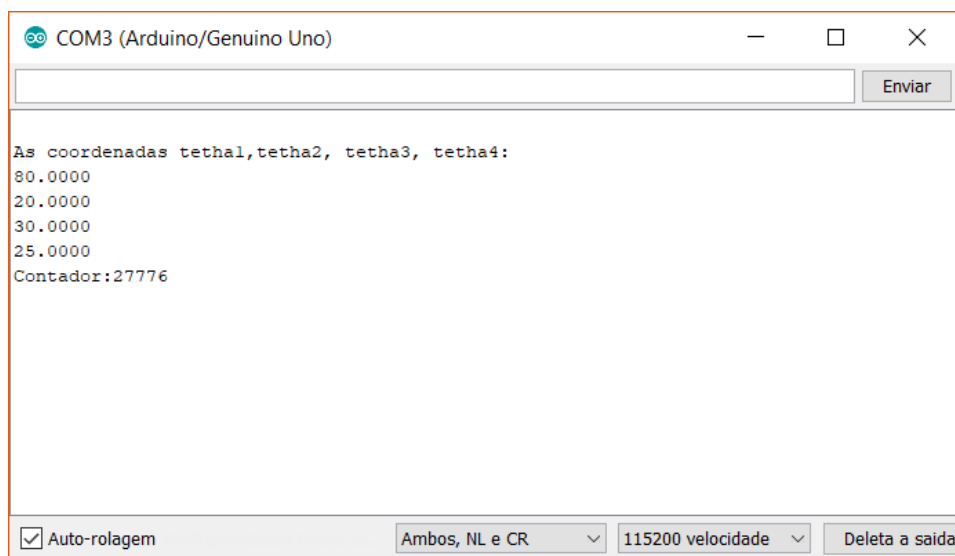 COM3 (Arduino/Genuino Uno)
Enviar
As coordenadas tetha1,tetha2, tetha3, tetha4:
80.0000
20.0000
30.0000
25.0000
Contador:27776
Auto-rolagem
Ambos, NL e CR
115200 velocidade
Deleta a saida